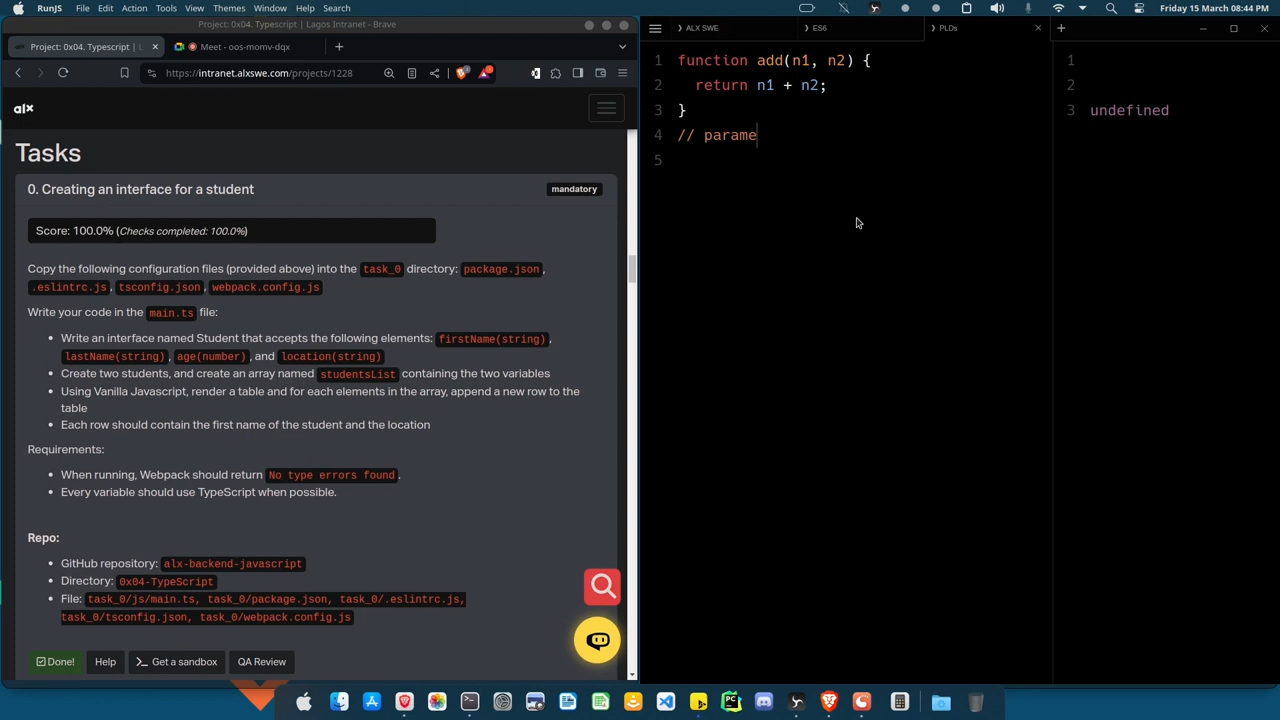 RunJS File Edit Actions Themes Window Help Search Friday 15 March 08:44 PM
Project: 0x04. Typescript | Lagos Intranet - Brave
Project: 0x04. Typescript | L
Meet - oos-momv-dqx
https://intranet.alxswe.com/projects/1228
alx
Tasks
0. Creating an interface for a student
mandatory
Score: 100.0% (Checks completed: 100.0%)
Copy the following configuration files (provided above) into the task_0 directory: package.json,
.eslintrc.js, tsconfig.json, webpack.config.js
Write your code in the main.ts file:
Write an interface named Student that accepts the following elements: firstName(string),
lastName(string), age(number), and location(string)
Create two students, and create an array named studentsList containing the two variables
Using Vanilla Javascript, render a table and for each elements in the array, append a new row to the
table
Each row should contain the first name of the student and the location
Requirements:
When running, Webpack should return No type errors found.
Every variable should use TypeScript when possible.
Repo:
GitHub repository: alx-backend-javascript
Directory: 0x04-TypeScript
File: task_0/js/main.ts, task_0/package.json, task_0/.eslintrc.js,
task_0/tsconfig.json, task_0/webpack.config.js
Done! Help Get a sandbox QA Review
ALX SWE ES6 PLDs
1 function add(n1, n2) {
2 return n1 + n2;
3 }
4 // parame
5
1
2
3 undefined